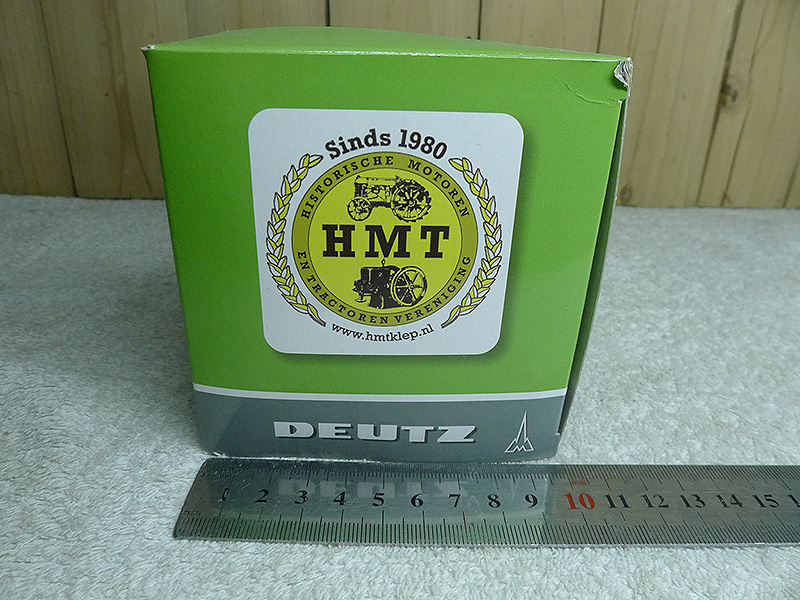 Sinds 1980
HISTORISCHE MOTOREN
HMT
EN TRACTOREN VERENIGING
www.hmtklep.nl
DEUTZ
1 2 3 4 5 6 7 8 9 10 11 12 13 14 15